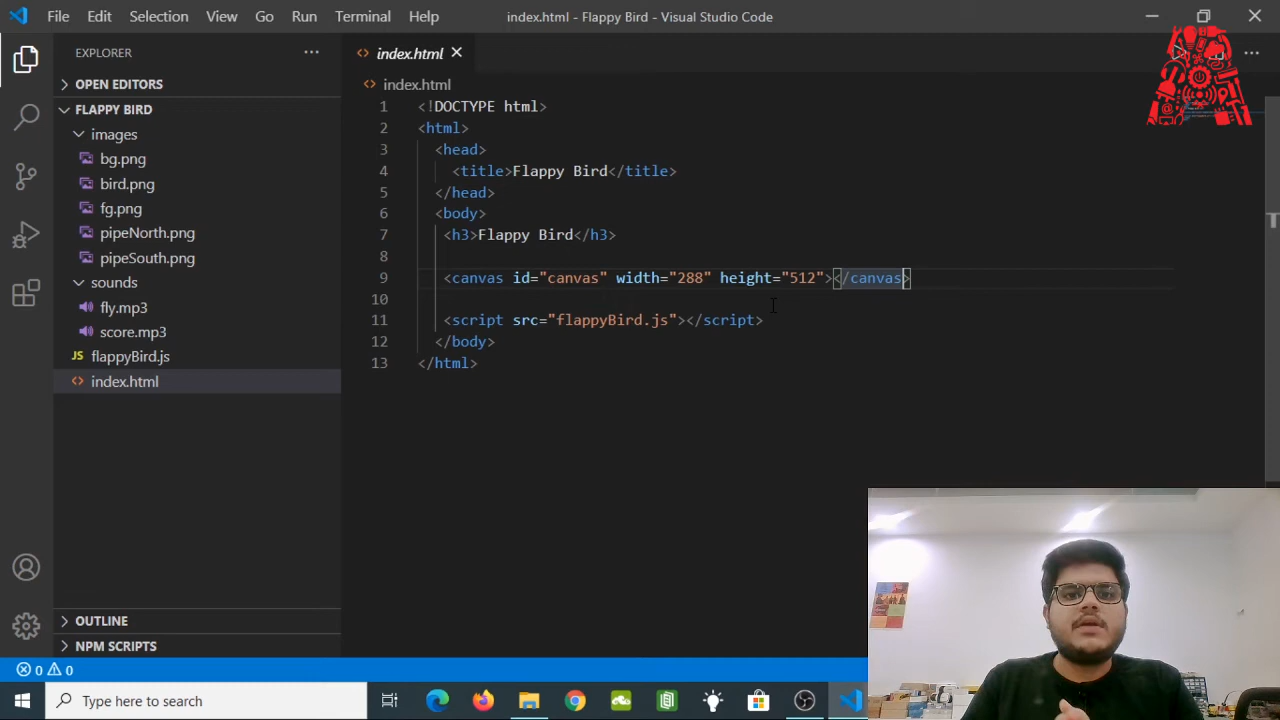 File Edit Selection View Go Run Terminal Help
index.html - Flappy Bird - Visual Studio Code
EXPLORER
OPEN EDITORS
FLAPPY BIRD
images
bg.png
bird.png
fg.png
pipeNorth.png
pipeSouth.png
sounds
fly.mp3
score.mp3
JS flappyBird.js
index.html
OUTLINE
NPM SCRIPTS
index.html
index.html
1 <!DOCTYPE html>
2 <html>
3 <head>
4 <title>Flappy Bird</title>
5 </head>
6 <body>
7 <h3>Flappy Bird</h3>
8
9 <canvas id="canvas" width="288" height="512"></canvas>
10
11 <script src="flappyBird.js"></script>
12 </body>
13 </html>
0 0
Type here to search